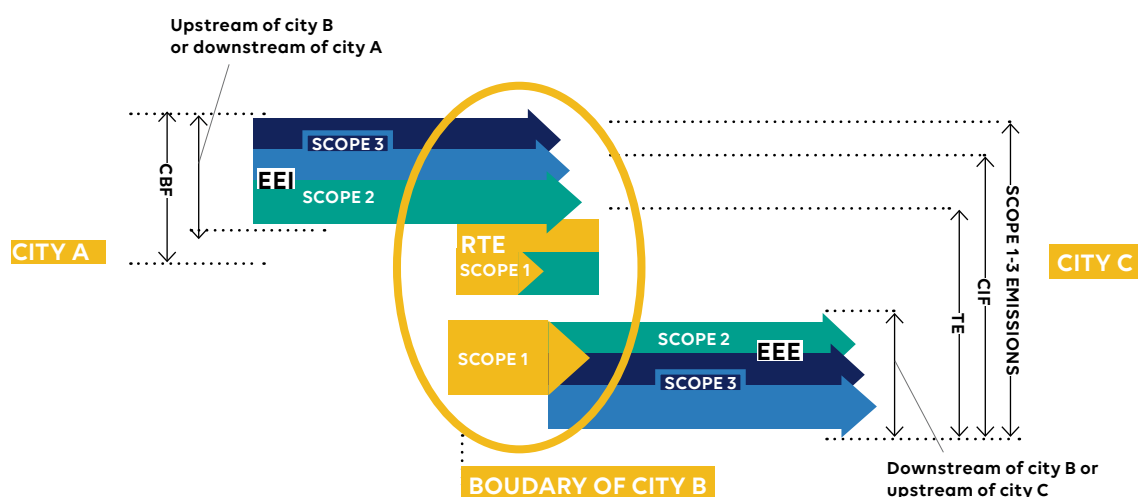 Upstream of city B
or downstream of city A
CBF
SCOPE 3
EEI
SCOPE 2
CITY A
RTE
SCOPE 1
SCOPE 1
SCOPE 2
EEE
SCOPE 3
TE
CIF
SCOPE 1-3 EMISSIONS
CITY C
BOUDARY OF CITY B
Downstream of city B or
upstream of city C